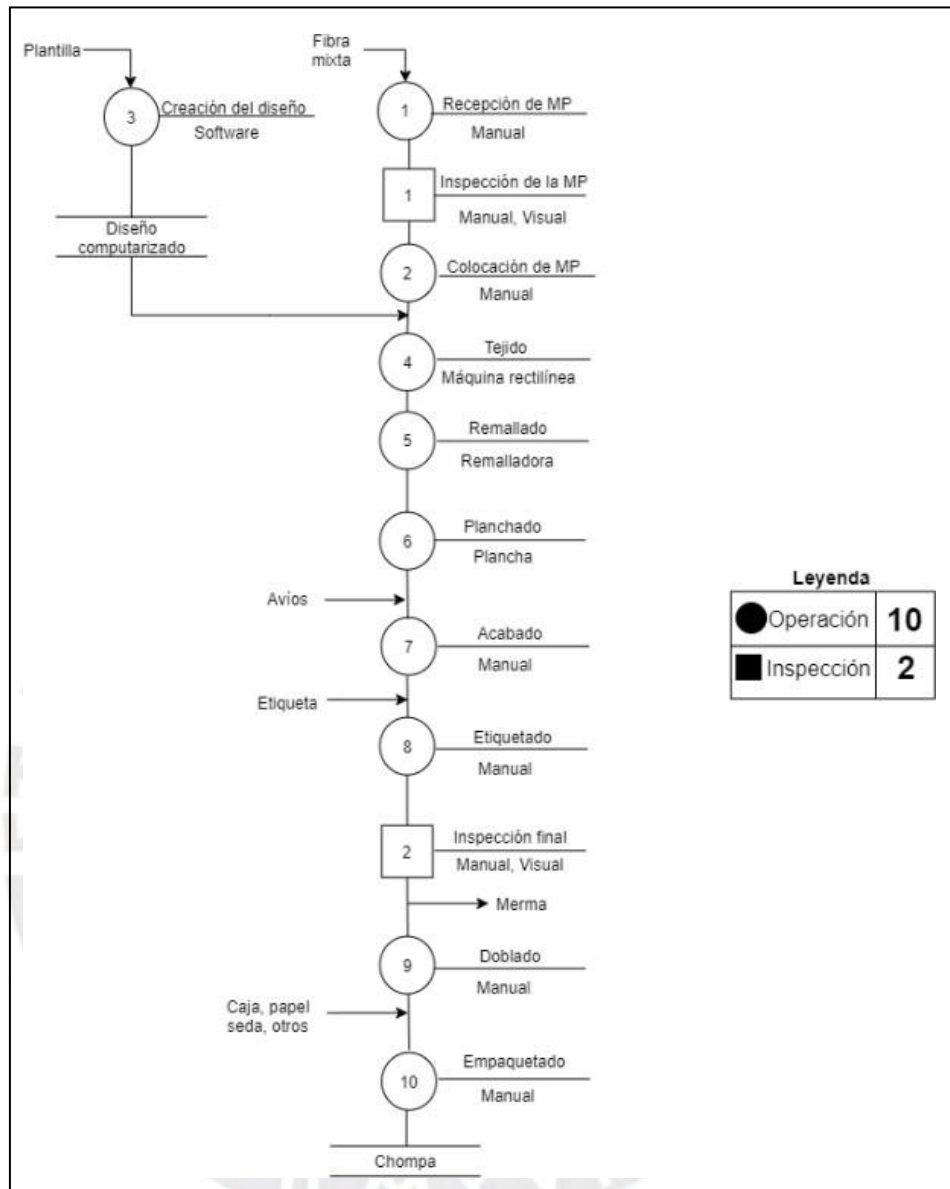 Plantilla
3
Creación del diseño
Software
Diseño
computarizado
Fibra
mixta
1
Recepción de MP
Manual
1
Inspección de la MP
Manual, Visual
2
Colocación de MP
Manual
4
Tejido
Máquina rectilínea
5
Remallado
Remalladora
6
Planchado
Plancha
Avíos
7
Acabado
Manual
Etiqueta
8
Etiquetado
Manual
2
Inspección final
Manual, Visual
Merma
9
Doblado
Manual
Caja, papel
seda, otros
10
Empaquetado
Manual
Chompa
Leyenda
Operación 10
Inspección 2